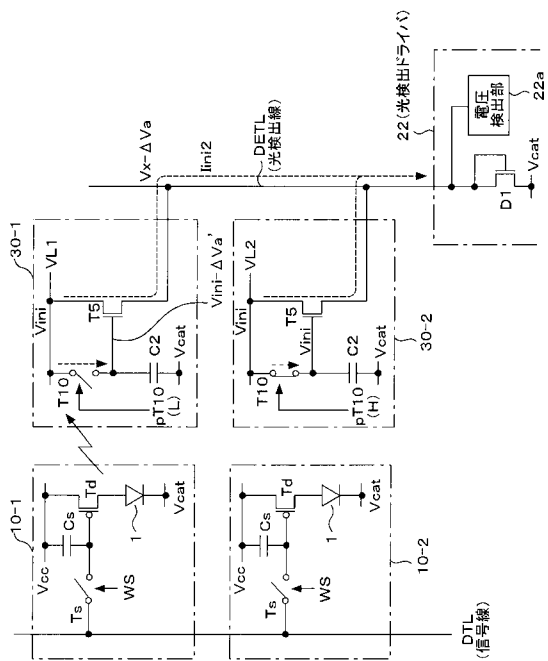 10-1
Vcc
Cs
Td
Ts
WS
1
Vcat
30-1
Vini
VL1
T10
T5
C2
Vcat
pT10
(L)
Vini-ΔVa'
Vx-ΔVa
Iini2
DETL
(光検出線)
10-2
Vcc
Cs
Td
Ts
WS
1
Vcat
DTL
(信号線)
30-2
Vini
VL2
T10
T5
Vini
C2
Vcat
pT10
(H)
22(光検出ドライバ)
電圧
検出部
22a
D1
Vcat